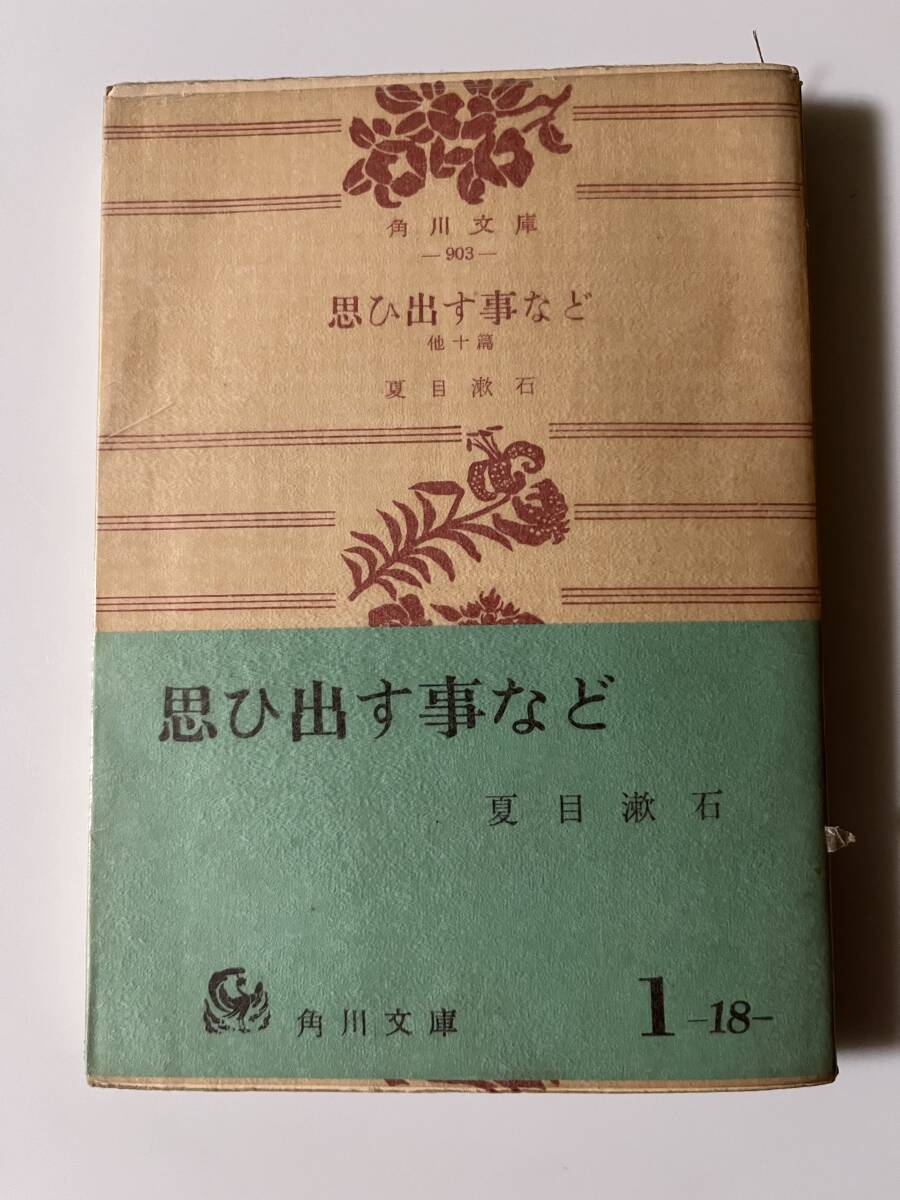 角川文庫
—903—
思ひ出す事など
他十篇
夏目漱石
思ひ出す事など
夏目漱石
角川文庫
1 -18-